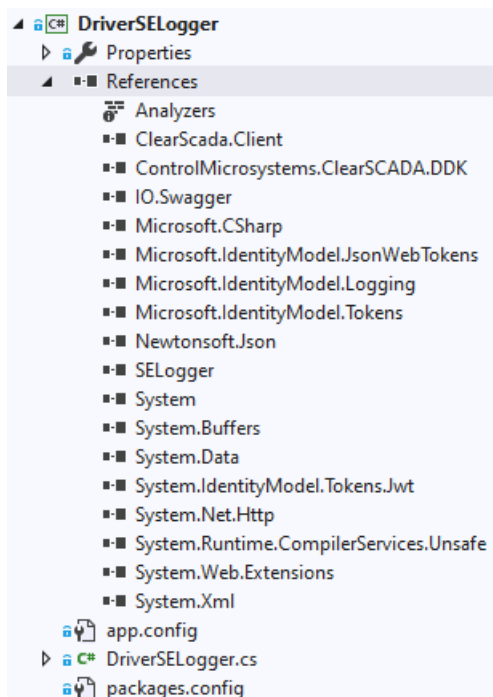 C# DriverSELogger
Properties
References
Analyzers
ClearScada.Client
ControlMicrosystems.ClearSCADA.DDK
IO.Swagger
Microsoft.CSharp
Microsoft.IdentityModel.JsonWebTokens
Microsoft.IdentityModel.Logging
Microsoft.IdentityModel.Tokens
Newtonsoft.Json
SELogger
System
System.Buffers
System.Data
System.IdentityModel.Tokens.Jwt
System.Net.Http
System.Runtime.CompilerServices.Unsafe
System.Web.Extensions
System.Xml
app.config
C# DriverSELogger.cs
packages.config